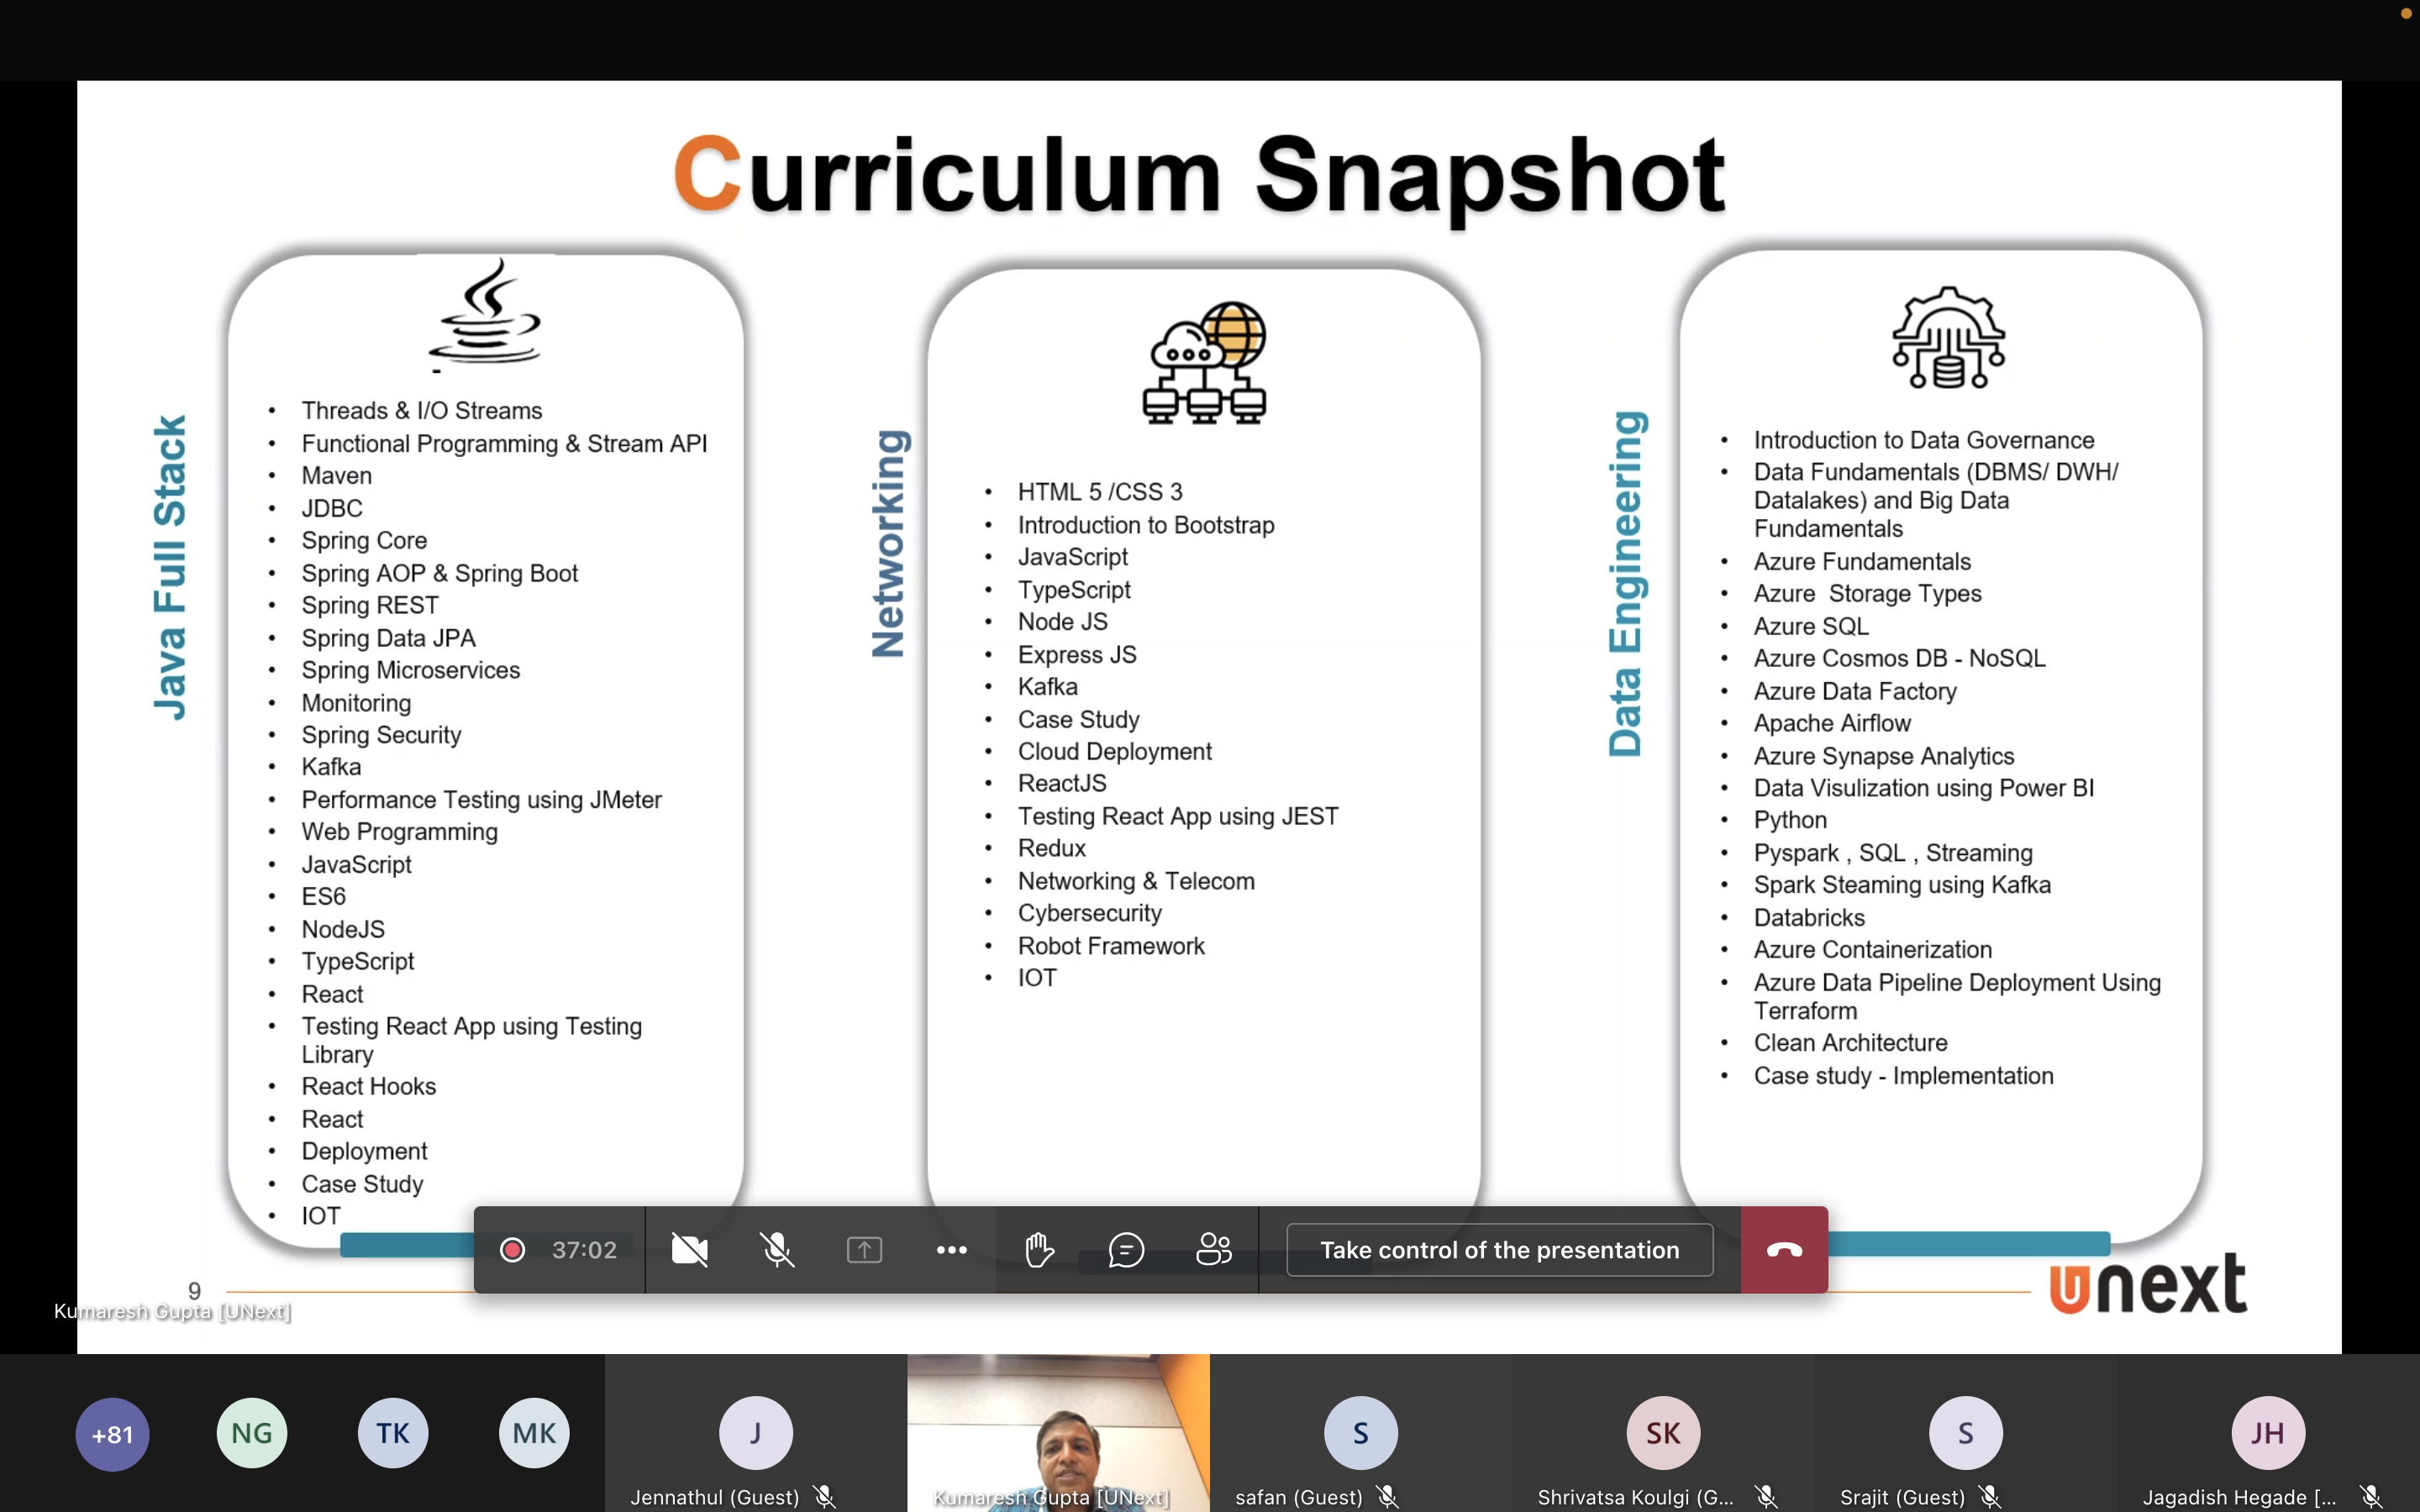 Curriculum Snapshot
Java Full Stack
Threads & I/O Streams
Functional Programming & Stream API
Maven
JDBC
Spring Core
Spring AOP & Spring Boot
Spring REST
Spring Data JPA
Spring Microservices
Monitoring
Spring Security
Kafka
Performance Testing using JMeter
Web Programming
JavaScript
ES6
NodeJS
TypeScript
React
Testing React App using Testing
Library
React Hooks
React
Deployment
Case Study
IOT
Networking
HTML 5 /CSS 3
Introduction to Bootstrap
JavaScript
TypeScript
Node JS
Express JS
Kafka
Case Study
Cloud Deployment
ReactJS
Testing React App using JEST
Redux
Networking & Telecom
Cybersecurity
Robot Framework
IOT
Data Engineering
Introduction to Data Governance
Data Fundamentals (DBMS/ DWH/
Datalakes) and Big Data
Fundamentals
Azure Fundamentals
Azure  Storage Types
Azure SQL
Azure Cosmos DB - NoSQL
Azure Data Factory
Apache Airflow
Azure Synapse Analytics
Data Visulization using Power BI
Python
Pyspark , SQL , Streaming
Spark Steaming using Kafka
Databricks
Azure Containerization
Azure Data Pipeline Deployment Using
Terraform
Clean Architecture
Case study - Implementation
37:02
Take control of the presentation
9
unext
Kumaresh Gupta [UNext]
+81
NG
TK
MK
J
S
SK
S
JH
Jennathul (Guest)
Kumaresh Gupta [UNext]
safan (Guest)
Shrivatsa Koulgi (G...
Srajit (Guest)
Jagadish Hegade [...